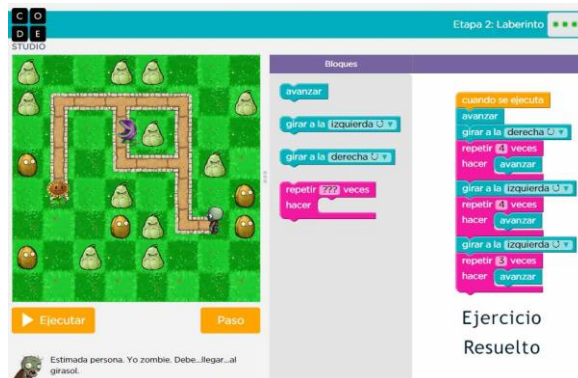 C O
D E
STUDIO
Etapa 2: Laberinto
Bloques
avanzar
girar a la izquierda
girar a la derecha
repetir ??? veces
hacer
cuando se ejecuta
avanzar
girar a la derecha
repetir 4 veces
hacer avanzar
girar a la izquierda
repetir 4 veces
hacer avanzar
girar a la izquierda
repetir 3 veces
hacer avanzar
Ejercicio
Resuelto
Ejecutar
Paso
Estimada persona. Yo zombie. Debe...llegar...al
girasol.